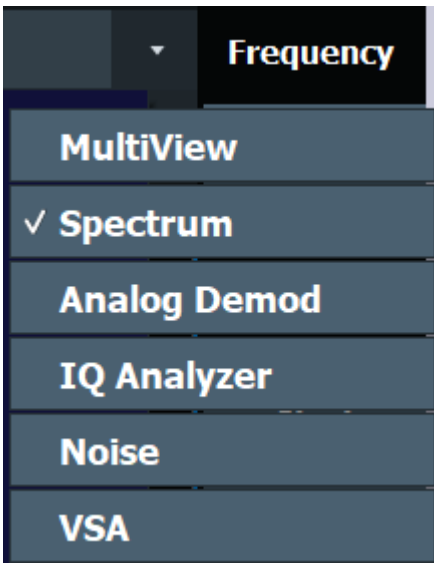 Frequency
MultiView
✓ Spectrum
Analog Demod
IQ Analyzer
Noise
VSA